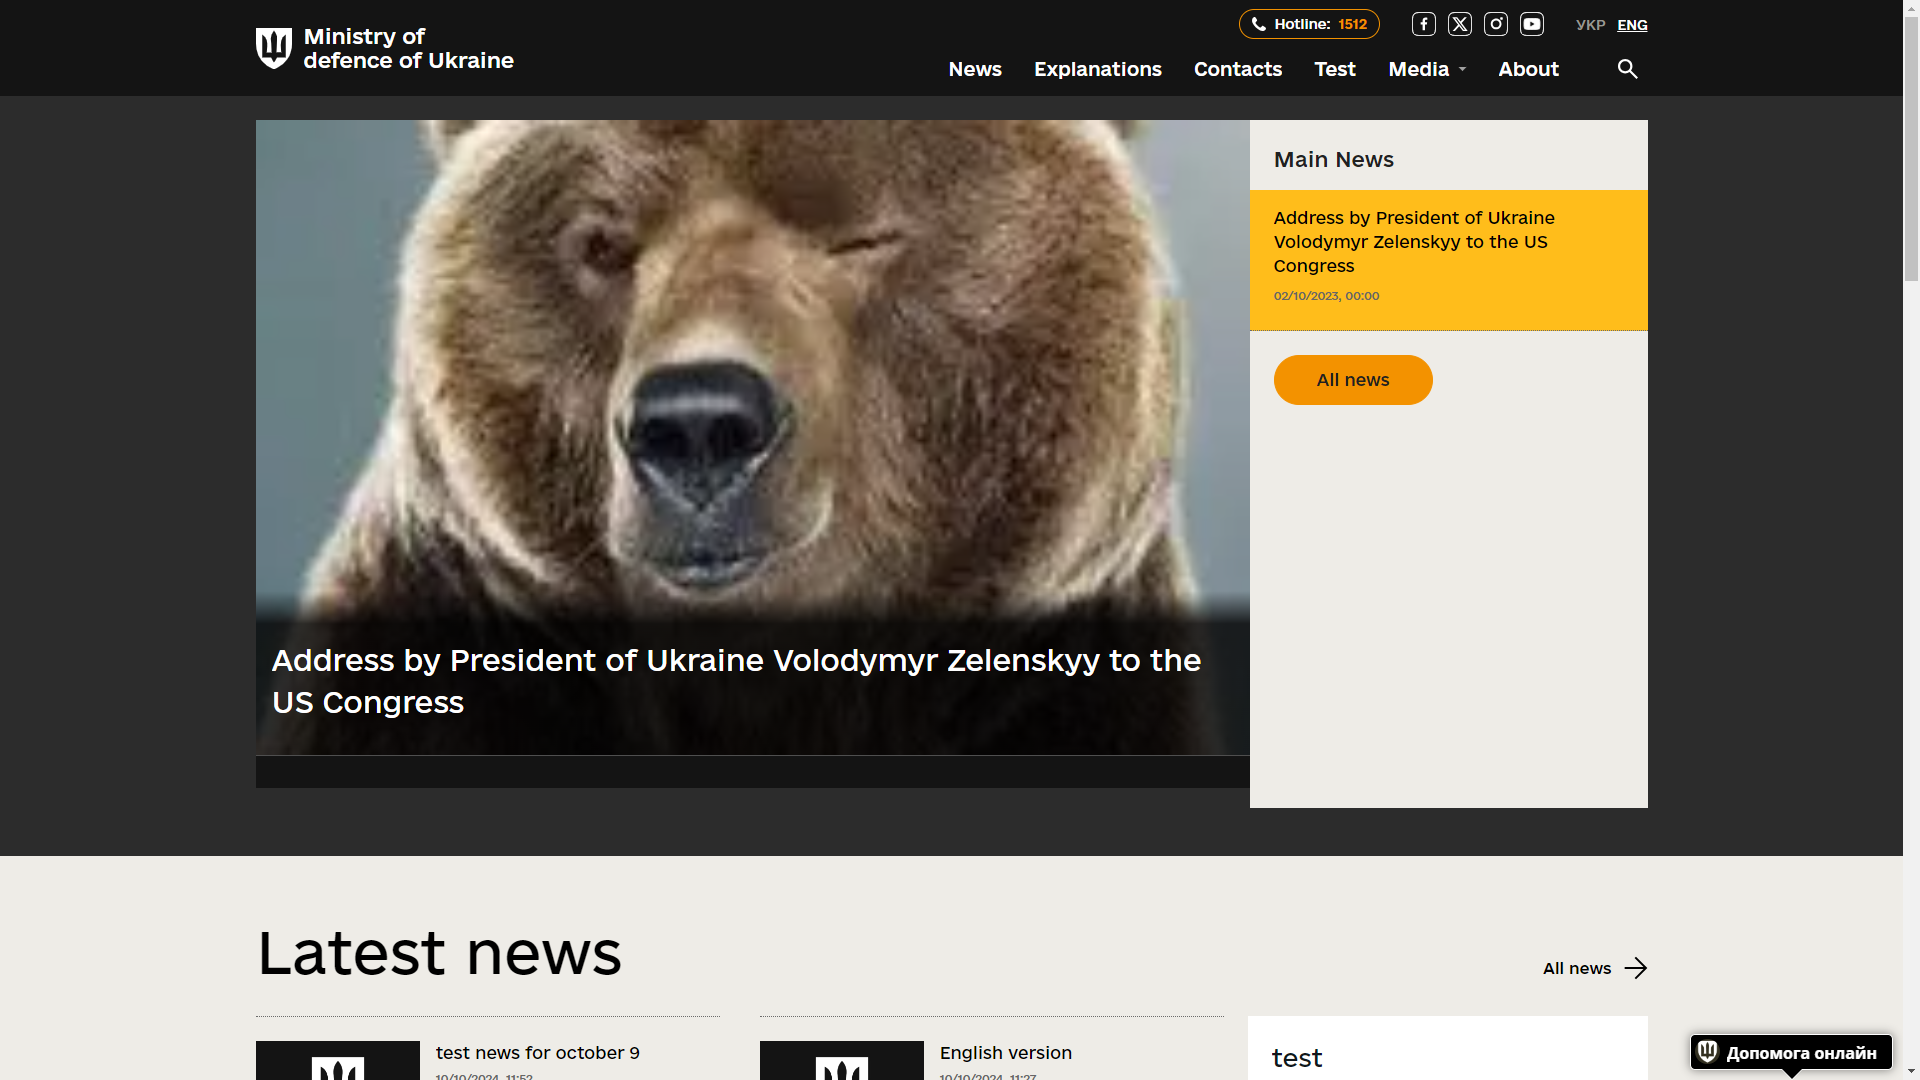 Ministry of
defence of Ukraine
Hotline: 1512
УКР ENG
News Explanations Contacts Test Media About
Address by President of Ukraine Volodymyr Zelenskyy to the
US Congress
Main News
Address by President of Ukraine
Volodymyr Zelenskyy to the US
Congress
02/10/2023, 00:00
All news
Latest news
All news
test news for october 9
10/10/2024, 11:52
English version
10/10/2024, 11:27
test
Допомога онлайн